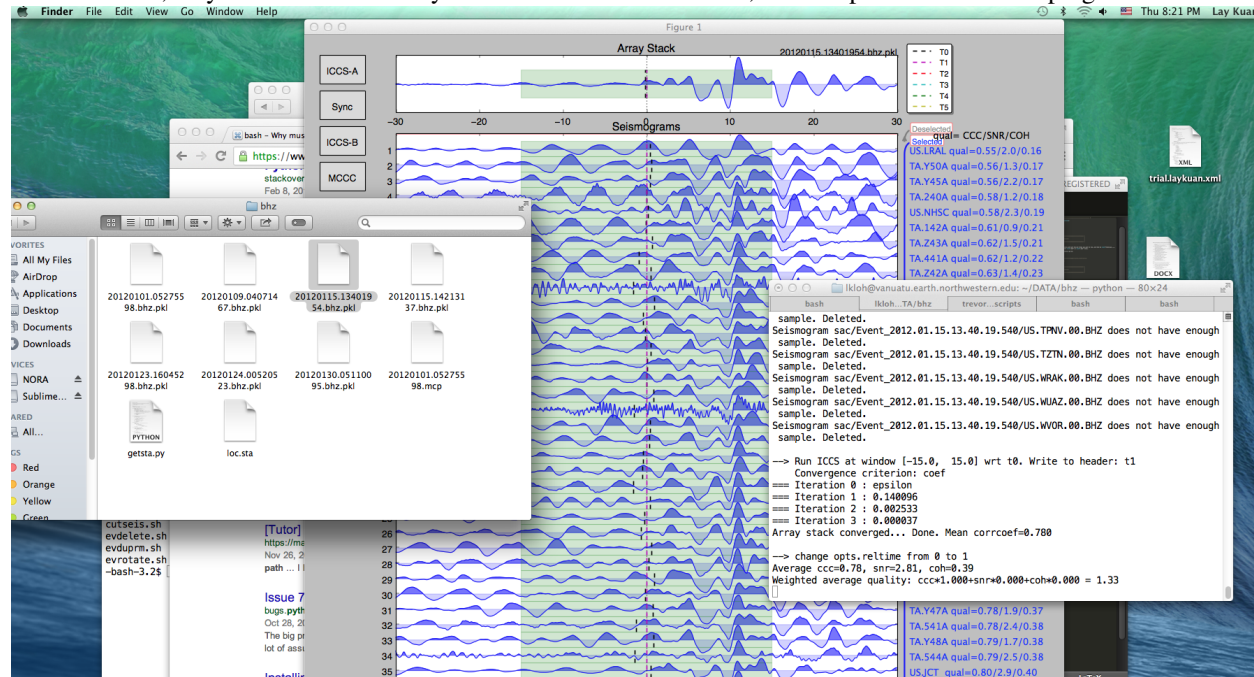 Finder File Edit View Go Window Help
Thu 8:21 PM Lay Kuan
Figure 1
Array Stack
20120115.13401954.bhz.pkl
ICCS-A
Sync
ICCS-B
MCCC
T0
T1
T2
T3
T4
T5
−30 −20 −10 0 10 20 30
Seismograms
Deselected
qual= CCC/SNR/COH
Selected
US.LRAL qual=0.55/2.0/0.16
TA.Y50A qual=0.56/1.3/0.17
TA.Y45A qual=0.56/2.2/0.17
TA.240A qual=0.58/1.2/0.18
US.NHSC qual=0.58/2.3/0.19
TA.142A qual=0.61/0.9/0.21
TA.Z43A qual=0.62/1.5/0.21
TA.441A qual=0.62/1.2/0.22
TA.Z42A qual=0.63/1.4/0.23
1
2
3
4
bash - Why mus
https://ww
stackover
Feb 8, 20
REGISTERED
XML
trial.laykuan.xml
DOCX
bhz
VORITES
All My Files
AirDrop
Applications
Desktop
Documents
Downloads
VICES
NORA
Sublime...
ARED
All...
GS
Red
Orange
Yellow
Green
20120101.052755
98.bhz.pkl
20120109.040714
67.bhz.pkl
20120115.134019
54.bhz.pkl
20120115.142131
37.bhz.pkl
20120123.160452
98.bhz.pkl
20120124.005205
23.bhz.pkl
20120130.051100
95.bhz.pkl
20120101.052755
98.mcp
PYTHON
getsta.py
loc.sta
lkloh@vanuatu.earth.northwestern.edu: ~/DATA/bhz — python — 80×24
bash lkloh...TA/bhz trevor...scripts bash bash
sample. Deleted.
Seismogram sac/Event_2012.01.15.13.40.19.540/US.TPNV.00.BHZ does not have enough
sample. Deleted.
Seismogram sac/Event_2012.01.15.13.40.19.540/US.TZTN.00.BHZ does not have enough
sample. Deleted.
Seismogram sac/Event_2012.01.15.13.40.19.540/US.WRAK.00.BHZ does not have enough
sample. Deleted.
Seismogram sac/Event_2012.01.15.13.40.19.540/US.WUAZ.00.BHZ does not have enough
sample. Deleted.
Seismogram sac/Event_2012.01.15.13.40.19.540/US.WVOR.00.BHZ does not have enough
sample. Deleted.
--> Run ICCS at window [-15.0, 15.0] wrt t0. Write to header: t1
Convergence criterion: coef
=== Iteration 0 : epsilon
=== Iteration 1 : 0.140096
=== Iteration 2 : 0.002533
=== Iteration 3 : 0.000037
Array stack converged... Done. Mean corrcoef=0.780
--> change opts.reltime from 0 to 1
Average ccc=0.78, snr=2.81, coh=0.39
Weighted average quality: ccc*1.000+snr*0.000+coh*0.000 = 1.33
cutseis.sh
evdelete.sh
evduprm.sh
evrotate.sh
-bash-3.2$
[Tutor]
https://ma
Nov 26, 2
path ... I
Issue 7
bugs.pyth
Oct 28, 20
The big pr
lot of assu
26
27
28
29
30
31
32
33
34
35
TA.Y47A qual=0.78/1.9/0.37
TA.541A qual=0.78/2.4/0.38
TA.Y48A qual=0.79/1.7/0.38
TA.544A qual=0.79/2.5/0.38
US.JCT qual=0.80/2.9/0.40